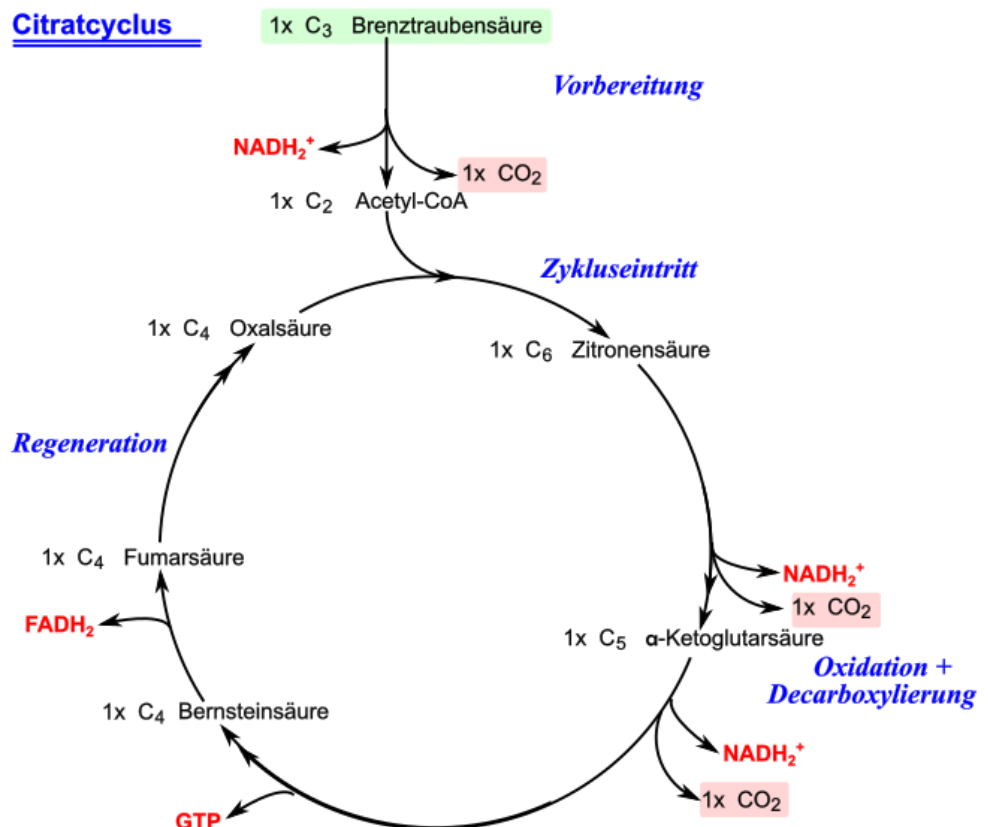 Citratcyclus
1x C₃ Brenztraubensäure
Vorbereitung
NADH₂⁺
1x CO₂
1x C₂ Acetyl-CoA
Zykluseintritt
1x C₄ Oxalsäure
1x C₆ Zitronensäure
Regeneration
1x C₄ Fumarsäure
NADH₂⁺
1x CO₂
FADH₂
1x C₅ α-Ketoglutarsäure
Oxidation +
Decarboxylierung
1x C₄ Bernsteinsäure
NADH₂⁺
1x CO₂
GTP